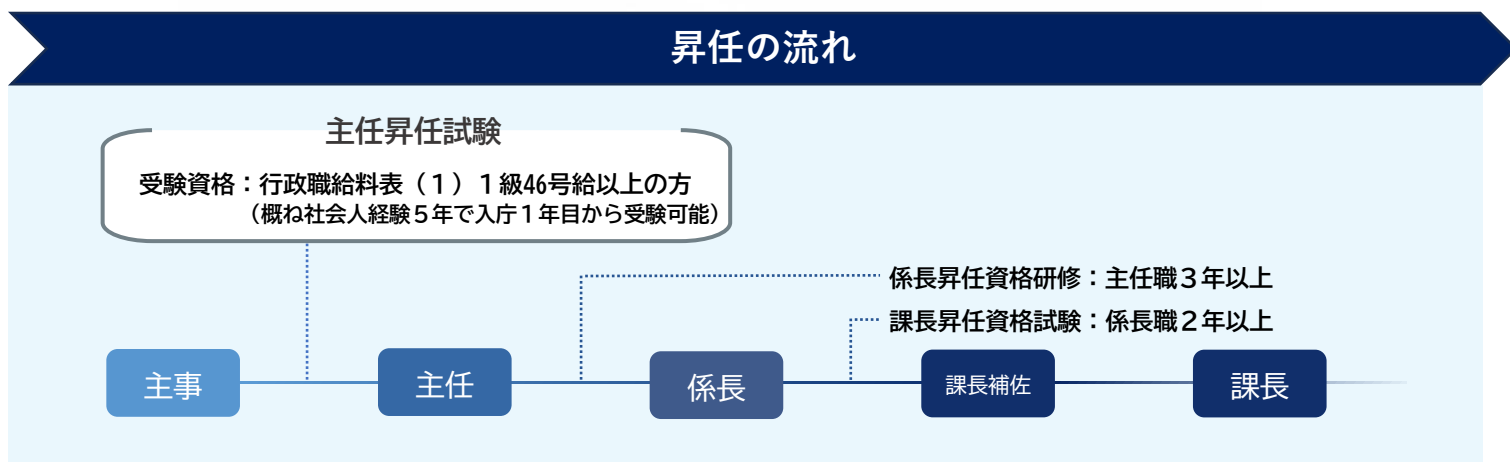 昇任の流れ
主任昇任試験
受験資格：行政職給料表（１）１級46号給以上の方
（概ね社会人経験５年で入庁１年目から受験可能）
係長昇任資格研修：主任職３年以上
課長昇任資格試験：係長職２年以上
主事
主任
係長
課長補佐
課長